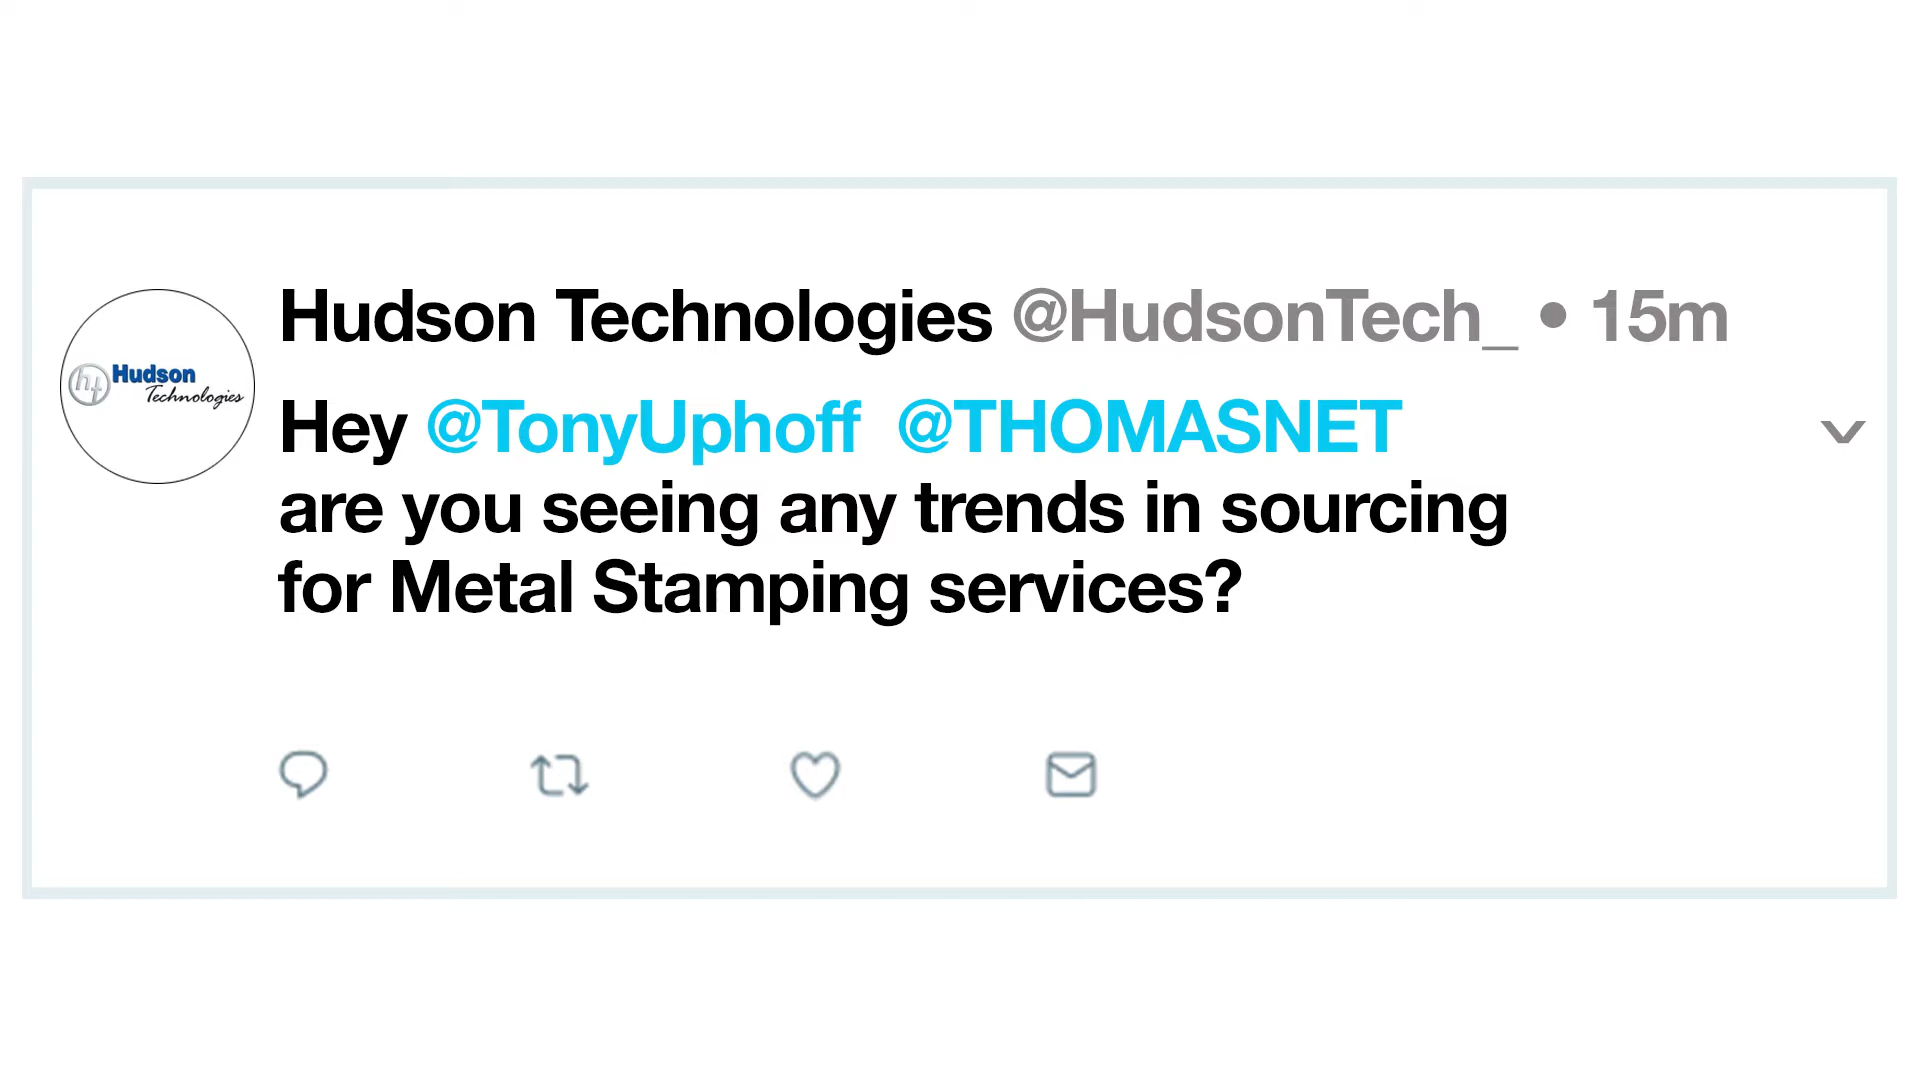 Hudson Technologies @HudsonTech_ • 15m
ht Hudson
Technologies
Hey @TonyUphoff @THOMASNET
are you seeing any trends in sourcing
for Metal Stamping services?